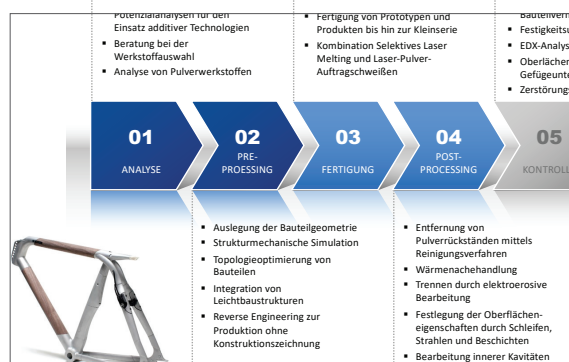 Potenzialanalysen für den
Einsatz additiver Technologien
▪ Beratung bei der
Werkstoffauswahl
▪ Analyse von Pulverwerkstoffen
▪ Fertigung von Prototypen und
Produkten bis hin zur Kleinserie
▪ Kombination Selektives Laser
Melting und Laser-Pulver-
Auftragschweißen
Bauteilverm
▪ Festigkeitsu
▪ EDX-Analys
▪ Oberlächen
Gefügeunte
▪ Zerstörungs
01
ANALYSE
02
PRE-
PROESSING
03
FERTIGUNG
04
POST-
PROCESSING
05
KONTROLL
▪ Auslegung der Bauteilgeometrie
▪ Strukturmechanische Simulation
▪ Topologieoptimierung von
Bauteilen
▪ Integration von
Leichtbaustrukturen
▪ Reverse Engineering zur
Produktion ohne
Konstruktionszeichnung
▪ Entfernung von
Pulverrückständen mittels
Reinigungsverfahren
▪ Wärmenachehandlung
▪ Trennen durch elektroerosive
Bearbeitung
▪ Festlegung der Oberflächen-
eigenschaften durch Schleifen,
Strahlen und Beschichten
▪ Bearbeitung innerer Kavitäten